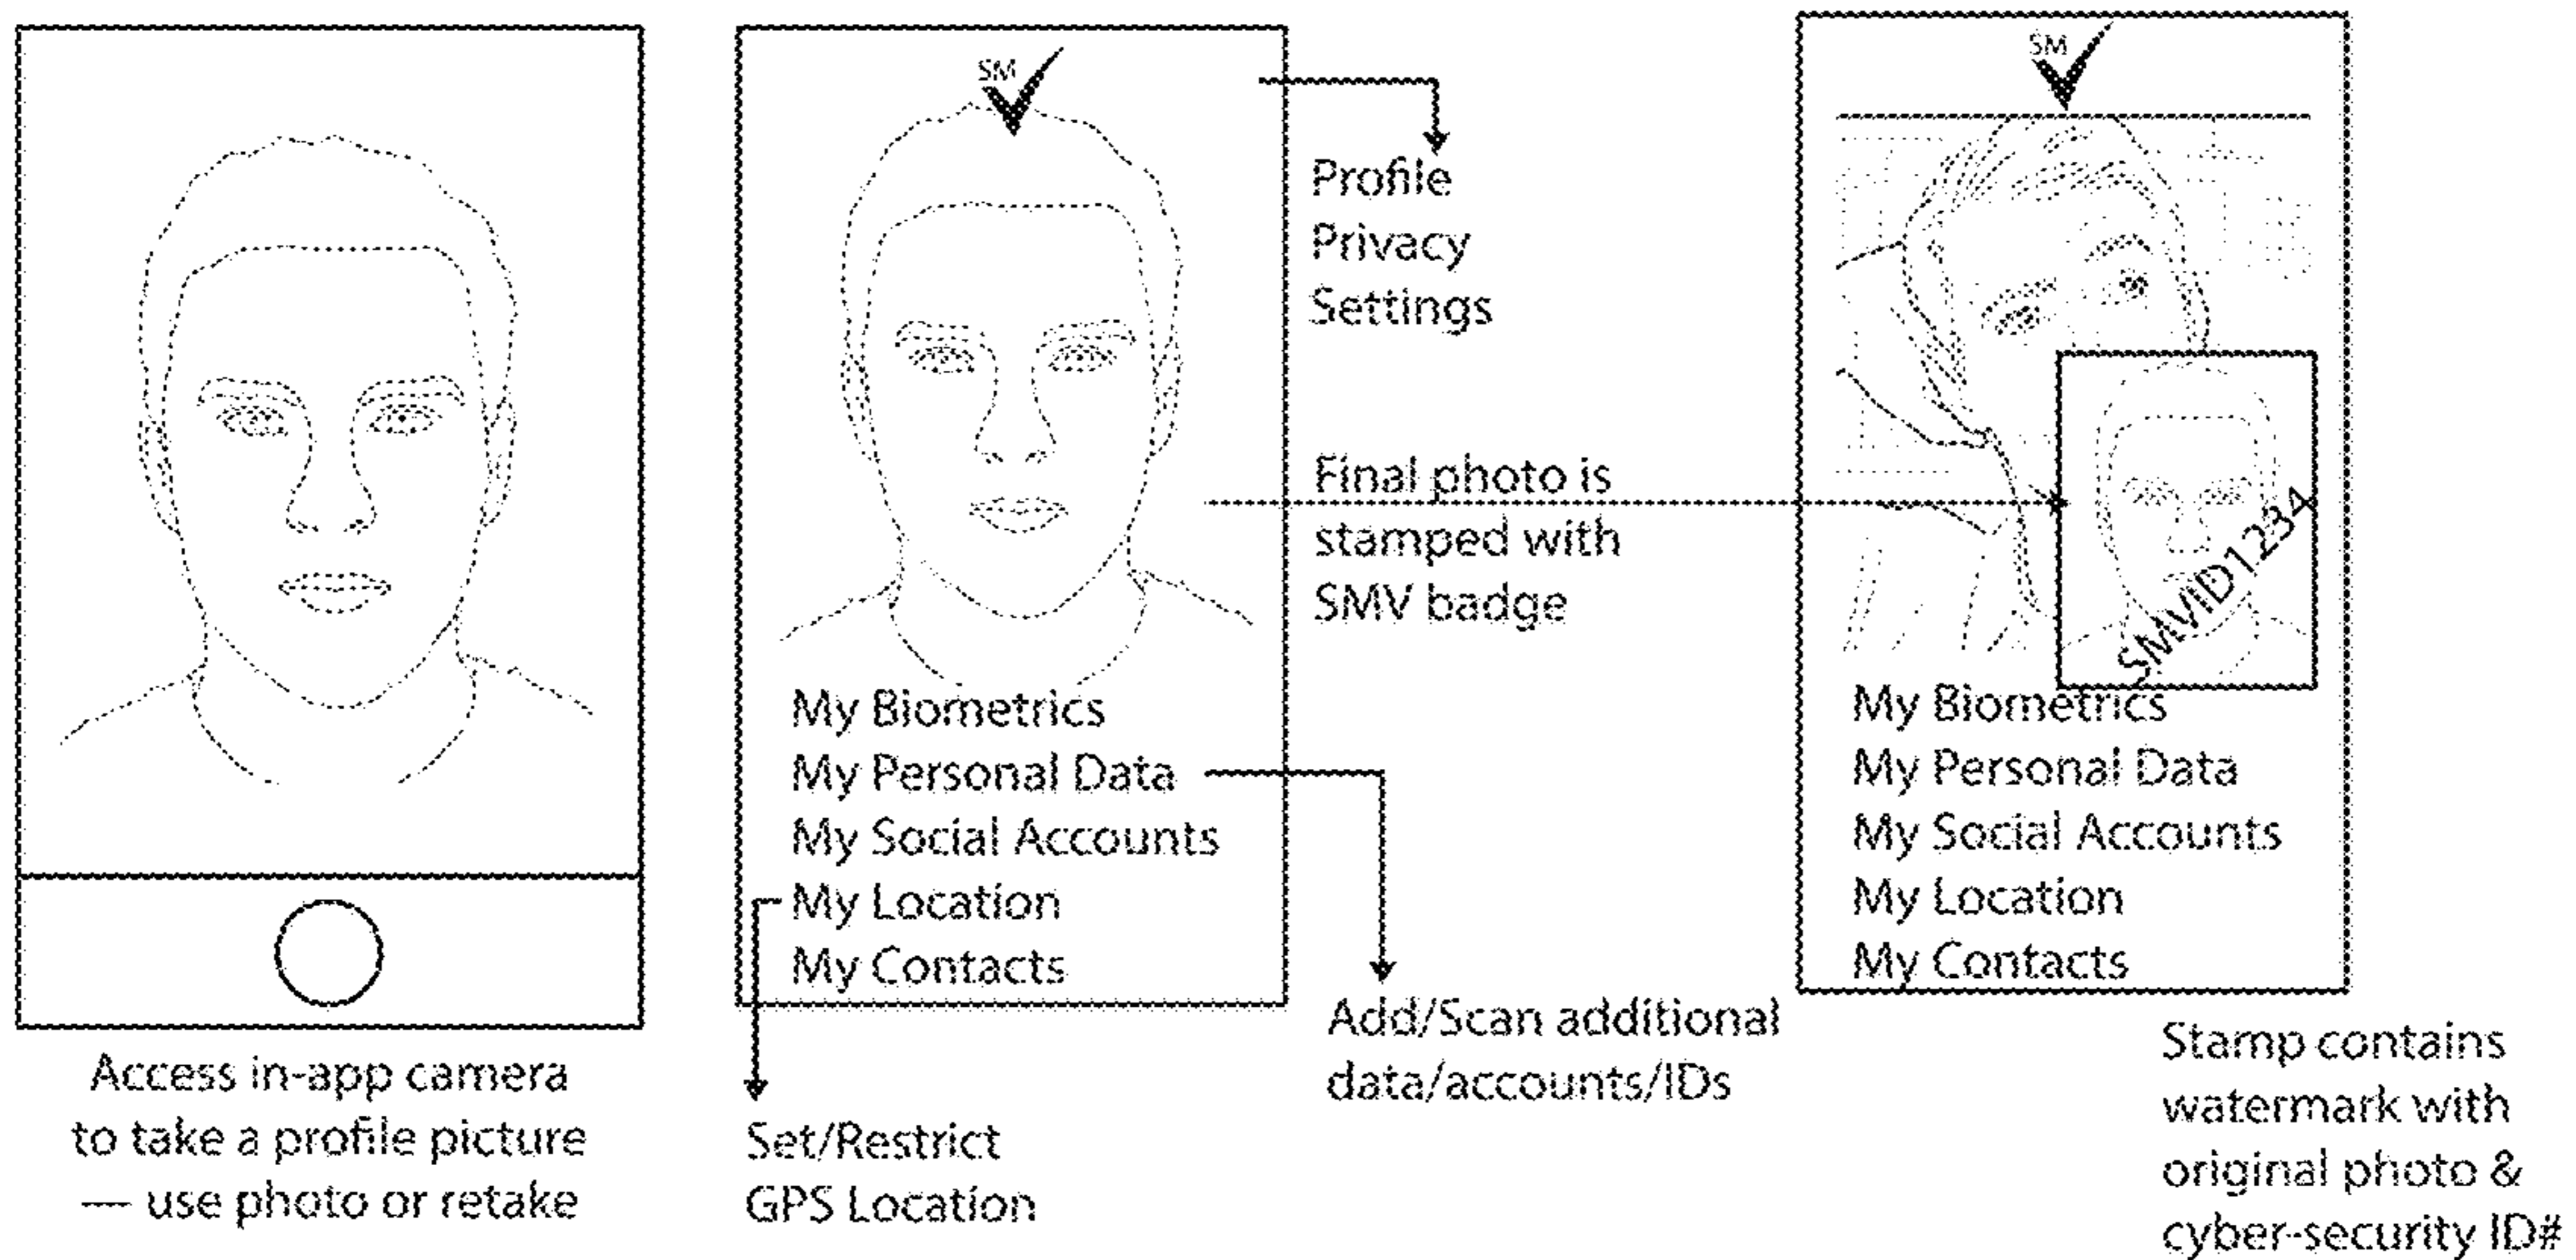 Access in-app camera
to take a profile picture
— use photo or retake
SM
Profile
Privacy
Settings
Final photo is
stamped with
SMV badge
My Biometrics
My Personal Data
My Social Accounts
My Location
My Contacts
Set/Restrict
GPS Location
Add/Scan additional
data/accounts/IDs
SM
SMVID1234
My Biometrics
My Personal Data
My Social Accounts
My Location
My Contacts
Stamp contains
watermark with
original photo &
cyber-security ID#